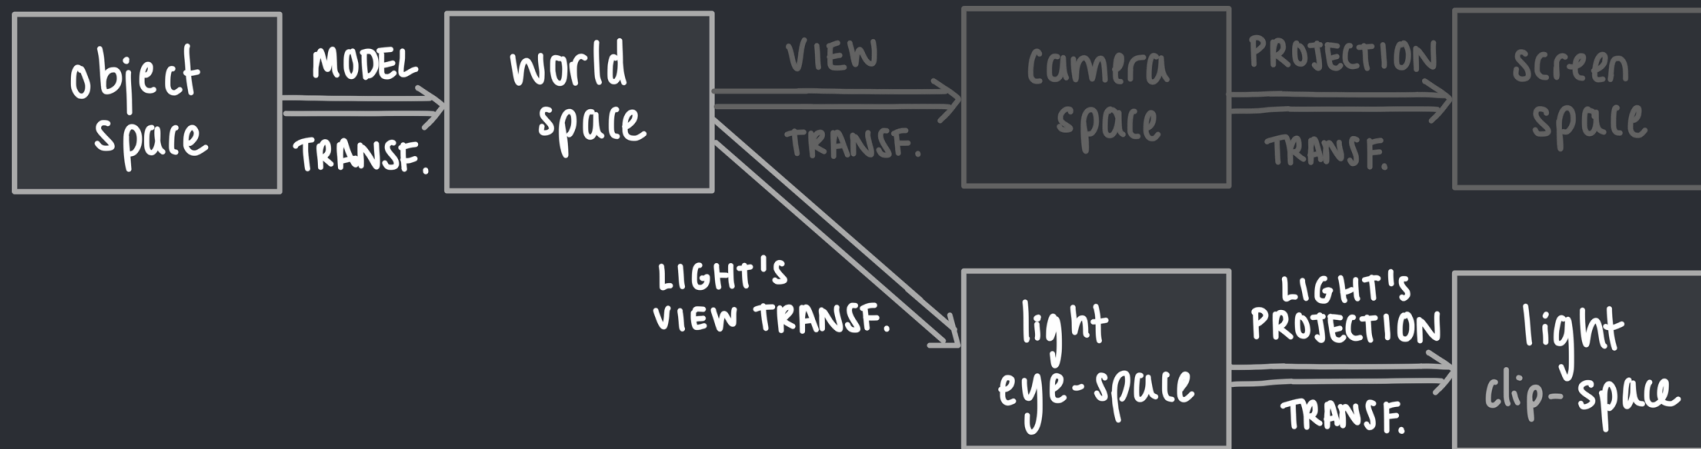 object
space
MODEL
TRANSF.
world
space
VIEW
TRANSF.
camera
space
PROJECTION
TRANSF.
screen
space
LIGHT'S
VIEW TRANSF.
light
eye-space
LIGHT'S
PROJECTION
TRANSF.
light
clip-space